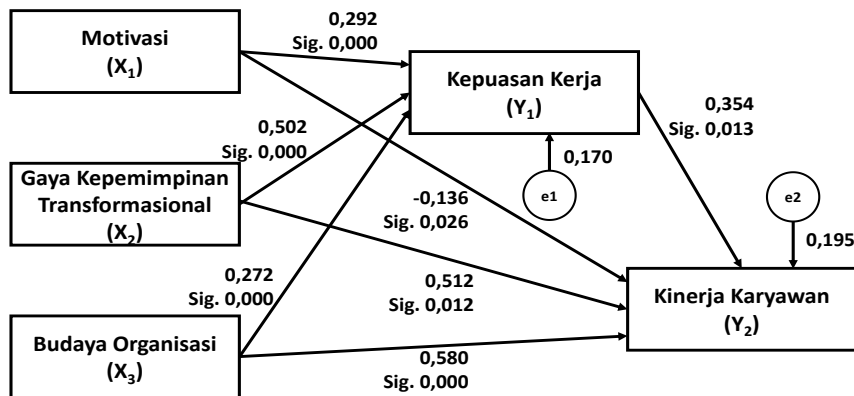 Motivasi
(X₁)
0,292
Sig. 0,000
Kepuasan Kerja
(Y₁)
0,354
Sig. 0,013
0,502
Sig. 0,000
0,170
e1
e2
0,195
Gaya Kepemimpinan
Transformasional
(X₂)
-0,136
Sig. 0,026
0,272
Sig. 0,000
0,512
Sig. 0,012
Kinerja Karyawan
(Y₂)
Budaya Organisasi
(X₃)
0,580
Sig. 0,000